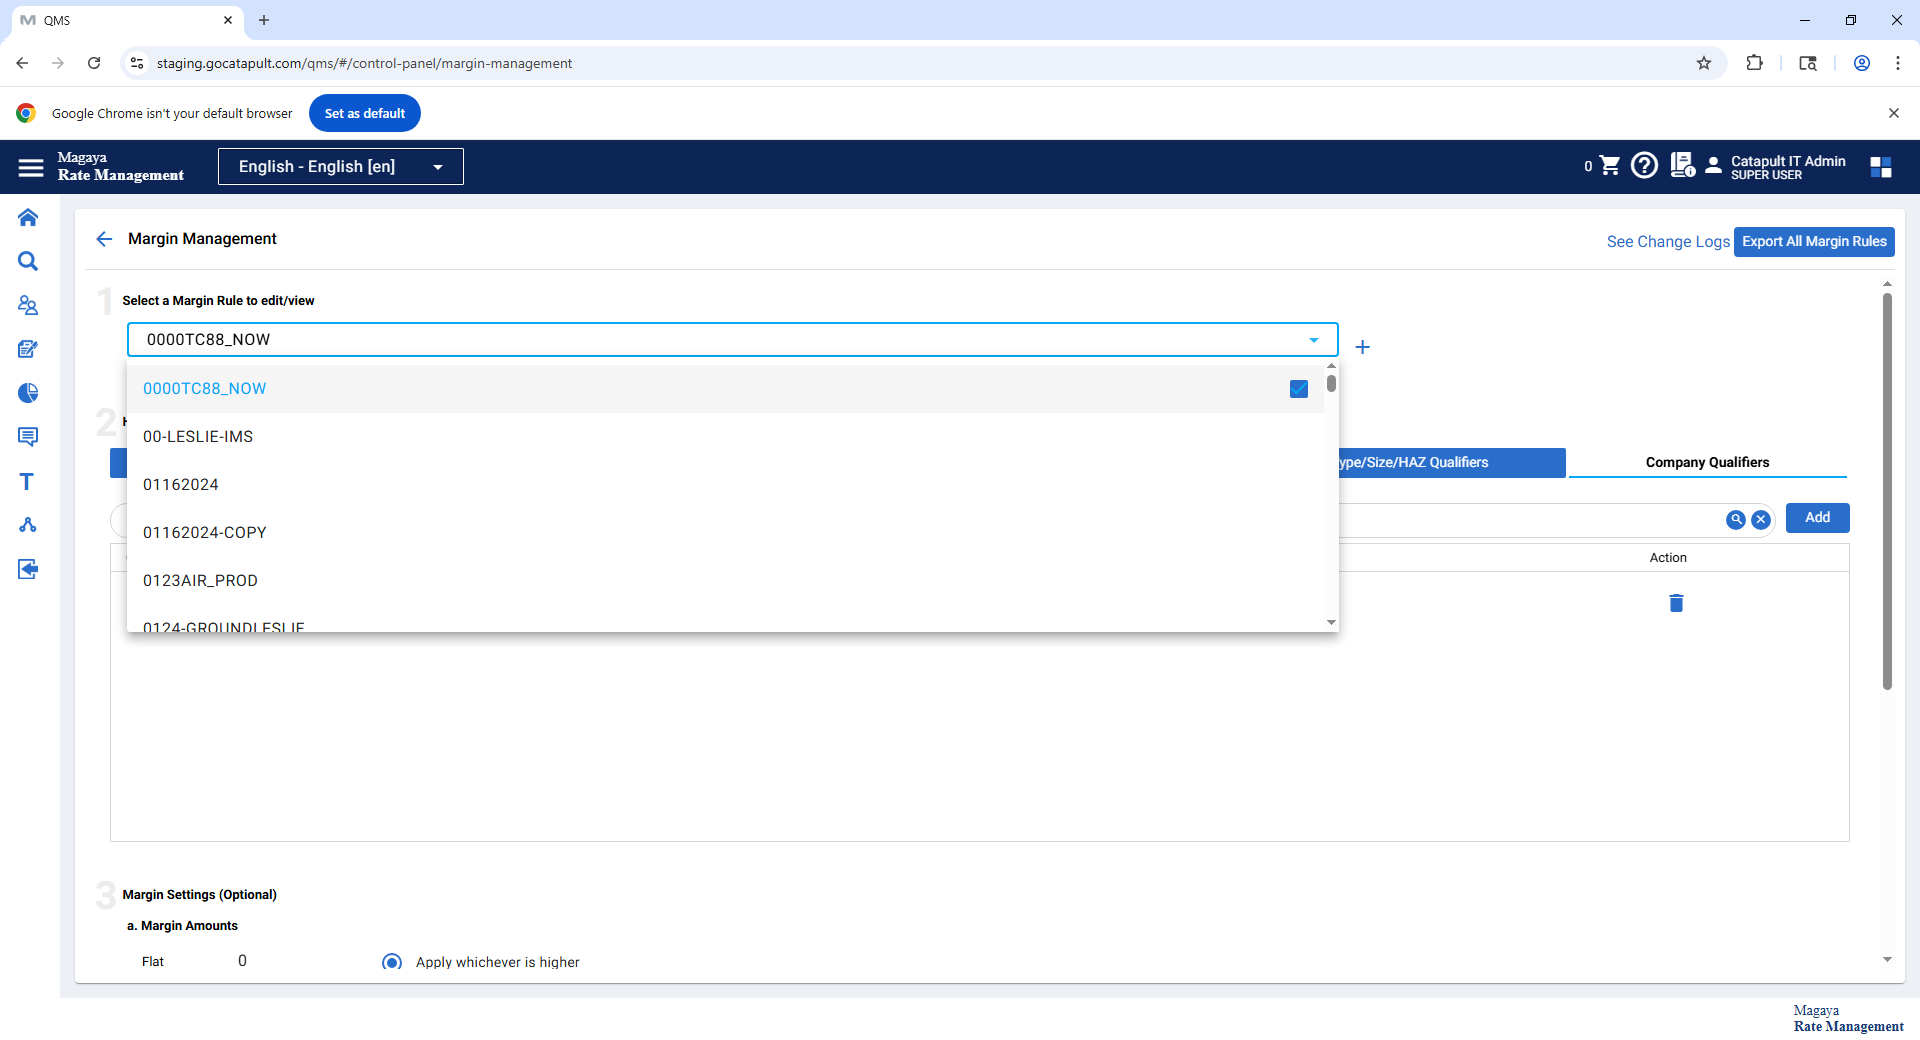 QMS
staging.gocatapult.com/qms/#/control-panel/margin-management
Google Chrome isn't your default browser
Set as default
Magaya
Rate Management
English - English [en]
0
Catapult IT Admin
SUPER USER
Margin Management
See Change Logs
Export All Margin Rules
1
Select a Margin Rule to edit/view
0000TC88_NOW
0000TC88_NOW
00-LESLIE-IMS
01162024
01162024-COPY
0123AIR_PROD
0124-GROUNDLESLIE
2
ype/Size/HAZ Qualifiers
Company Qualifiers
Add
Action
3
Margin Settings (Optional)
a. Margin Amounts
Flat
0
Apply whichever is higher
Magaya
Rate Management